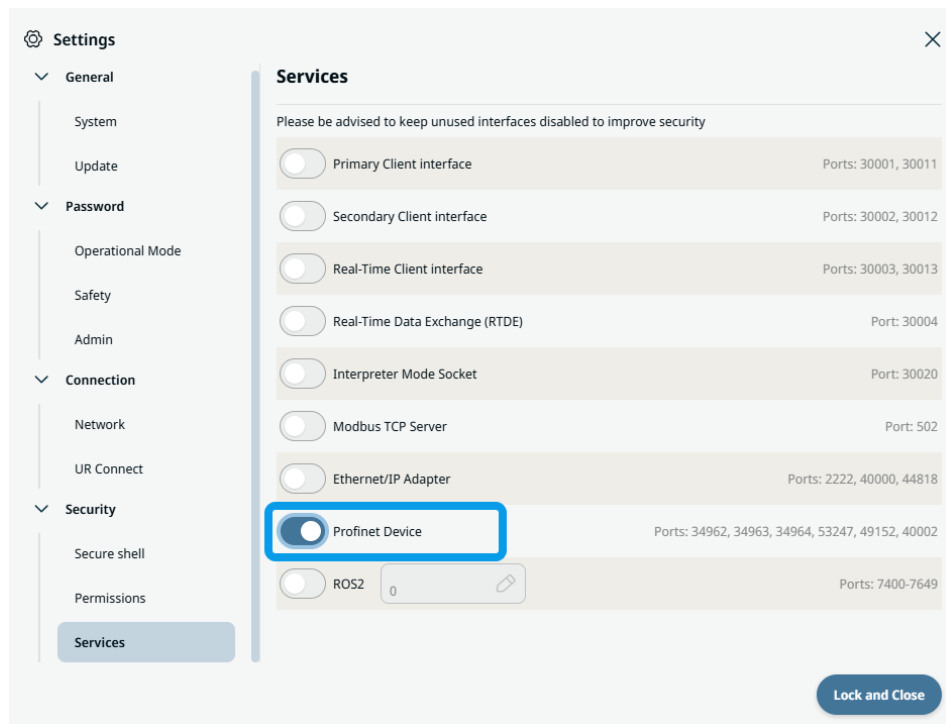 Settings
General
System
Update
Password
Operational Mode
Safety
Admin
Connection
Network
UR Connect
Security
Secure shell
Permissions
Services
Services
Please be advised to keep unused interfaces disabled to improve security
Primary Client interface Ports: 30001, 30011
Secondary Client interface Ports: 30002, 30012
Real-Time Client interface Ports: 30003, 30013
Real-Time Data Exchange (RTDE) Port: 30004
Interpreter Mode Socket Port: 30020
Modbus TCP Server Port: 502
Ethernet/IP Adapter Ports: 2222, 40000, 44818
Profinet Device Ports: 34962, 34963, 34964, 53247, 49152, 40002
ROS2 0 Ports: 7400-7649
Lock and Close